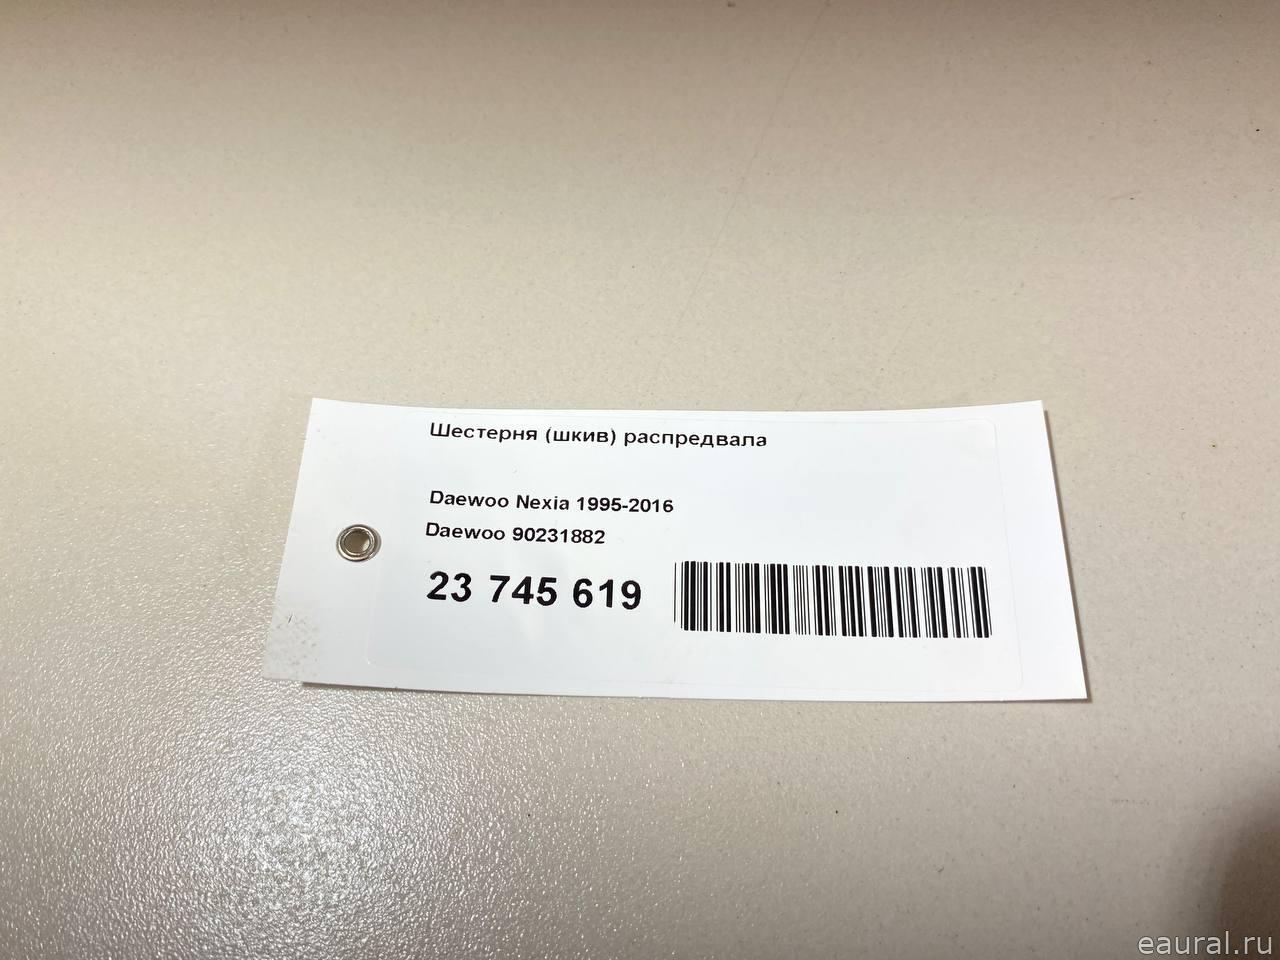 Шестерня (шкив) распредвала
Daewoo Nexia 1995-2016
Daewoo 90231882
23 745 619
eaural.ru